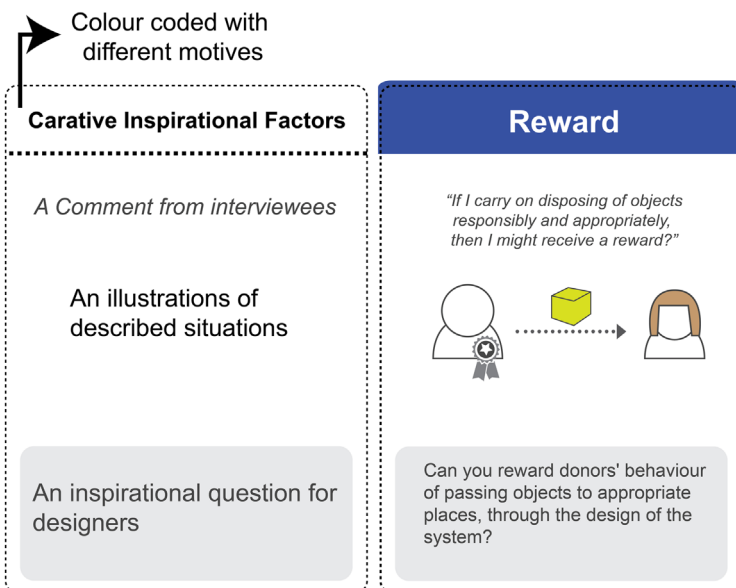 Colour coded with
different motives
Carative Inspirational Factors
A Comment from interviewees
An illustrations of
described situations
An inspirational question for
designers
Reward
“If I carry on disposing of objects
responsibly and appropriately,
then I might receive a reward?”
Can you reward donors' behaviour
of passing objects to appropriate
places, through the design of the
system?